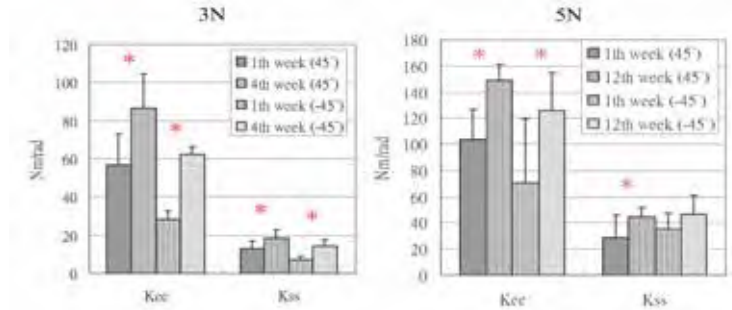 3N
120
100
80
60
40
20
0
Nm/rad
1th week (45°)
4th week (45°)
1th week (-45°)
4th week (-45°)
* * * *
Kee Kss
5N
180
160
140
120
100
80
60
40
20
0
Nm/rad
1th week (45°)
12th week (45°)
1th week (-45°)
12th week (-45°)
* * *
Kee Kss